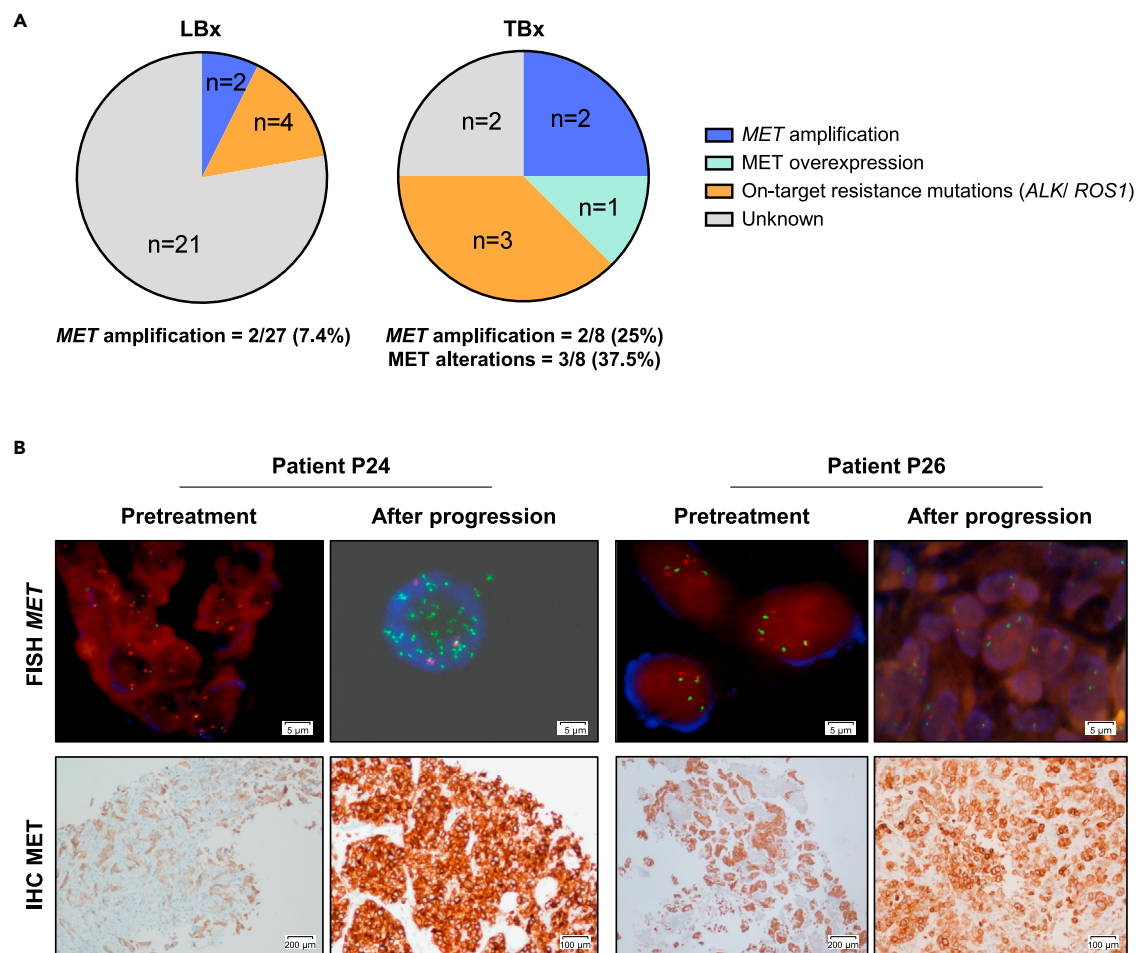 A
LBx
TBx
n=2
n=4
n=21
n=2
n=2
n=1
n=3
MET amplification
MET overexpression
On-target resistance mutations (ALK/ ROS1)
Unknown
MET amplification = 2/27 (7.4%)
MET amplification = 2/8 (25%)
MET alterations = 3/8 (37.5%)
B
Patient P24
Patient P26
Pretreatment
After progression
Pretreatment
After progression
FISH MET
5 µm
5 µm
5 µm
5 µm
IHC MET
200 µm
100 µm
200 µm
100 µm